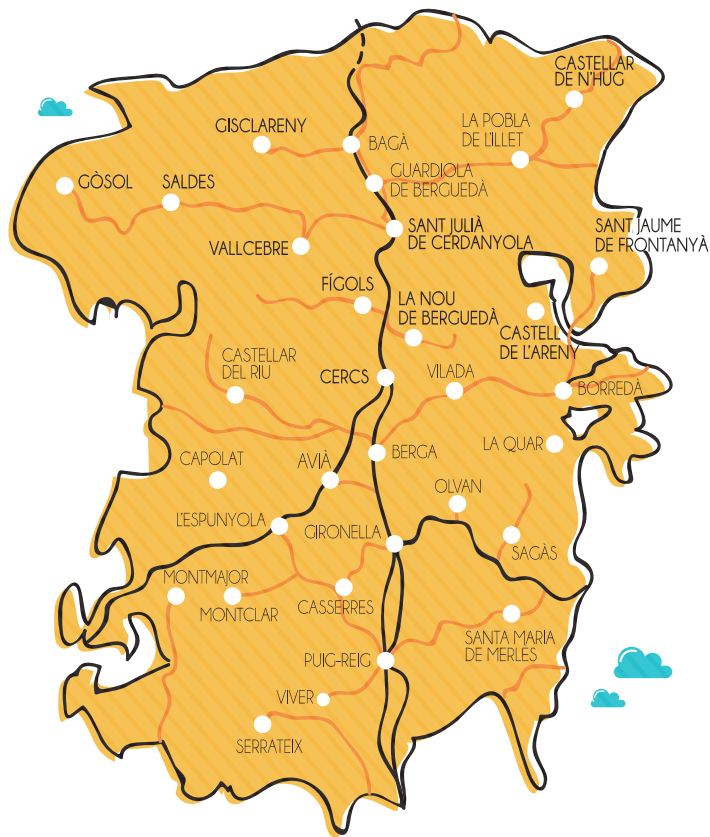 CASTELLAR
DE N'HUG
GISCLARENY
LA POBLA
DE L'ILLET
BAGÀ
GUARDIOLA
DE BERGUEDÀ
GÒSOL
SALDES
SANT JULIÀ
DE CERDANYOLA
SANT JAUME
DE FRONTANYÀ
VALLCEBRE
FÍGOLS
LA NOU
DE BERGUEDÀ
CASTELL
DE L'ARENY
CASTELLAR
DEL RIU
CERCS
VILADA
BORREDÀ
CAPOLAT
AVIÀ
BERGA
LA QUAR
OLVAN
L'ESPUNYOLA
GIRONELLA
SAGÀS
MONTMAJOR
MONTCLAR
CASSERRES
SANTA MARIA
DE MERLÈS
PUIG-REIG
VIVER
SERRATEIX